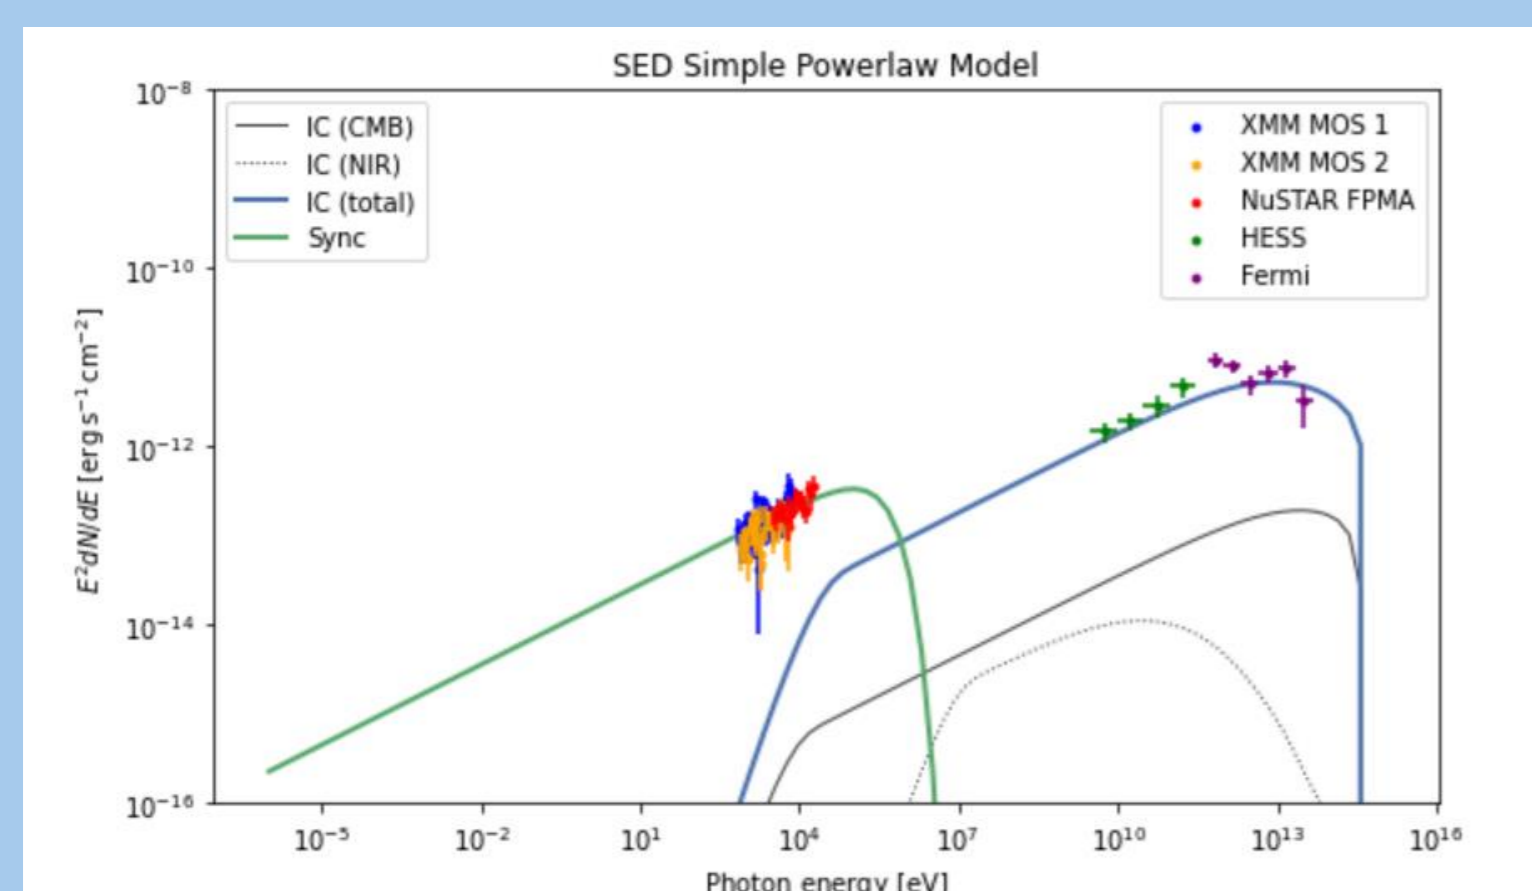 SED Simple Powerlaw Model
10⁻⁸
10⁻¹⁰
10⁻¹²
10⁻¹⁴
10⁻¹⁶
E²dN/dE [erg s⁻¹ cm⁻²]
IC (CMB)
IC (NIR)
IC (total)
Sync
XMM MOS 1
XMM MOS 2
NuSTAR FPMA
HESS
Fermi
10⁻⁵ 10⁻² 10¹ 10⁴ 10⁷ 10¹⁰ 10¹³ 10¹⁶
Photon energy [eV]